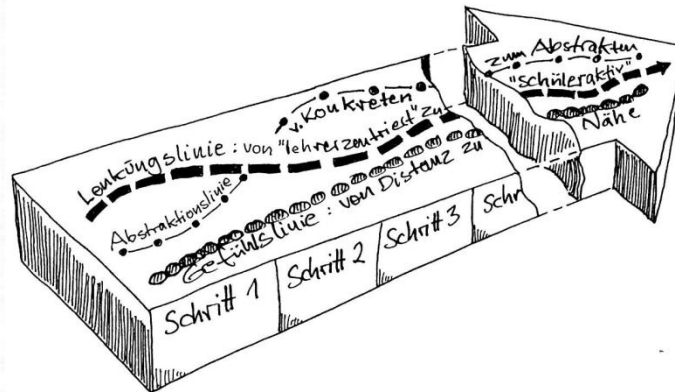 Lenkungslinie : von "lehrerzentriert" zu
"schüleraktiv"
Abstraktionslinie
v. Konkreten
zum Abstrakten
Gefühlslinie : von Distanz zu
Nähe
Schritt 1
Schritt 2
Schritt 3
Schr